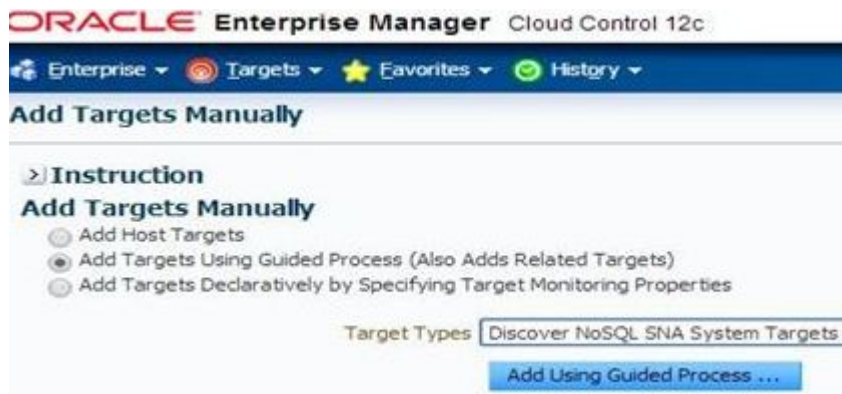 ORACLE Enterprise Manager Cloud Control 12c
Enterprise Targets Favorites History
Add Targets Manually
Instruction
Add Targets Manually
Add Host Targets
Add Targets Using Guided Process (Also Adds Related Targets)
Add Targets Declaratively by Specifying Target Monitoring Properties
Target Types Discover NoSQL SNA System Targets
Add Using Guided Process ...